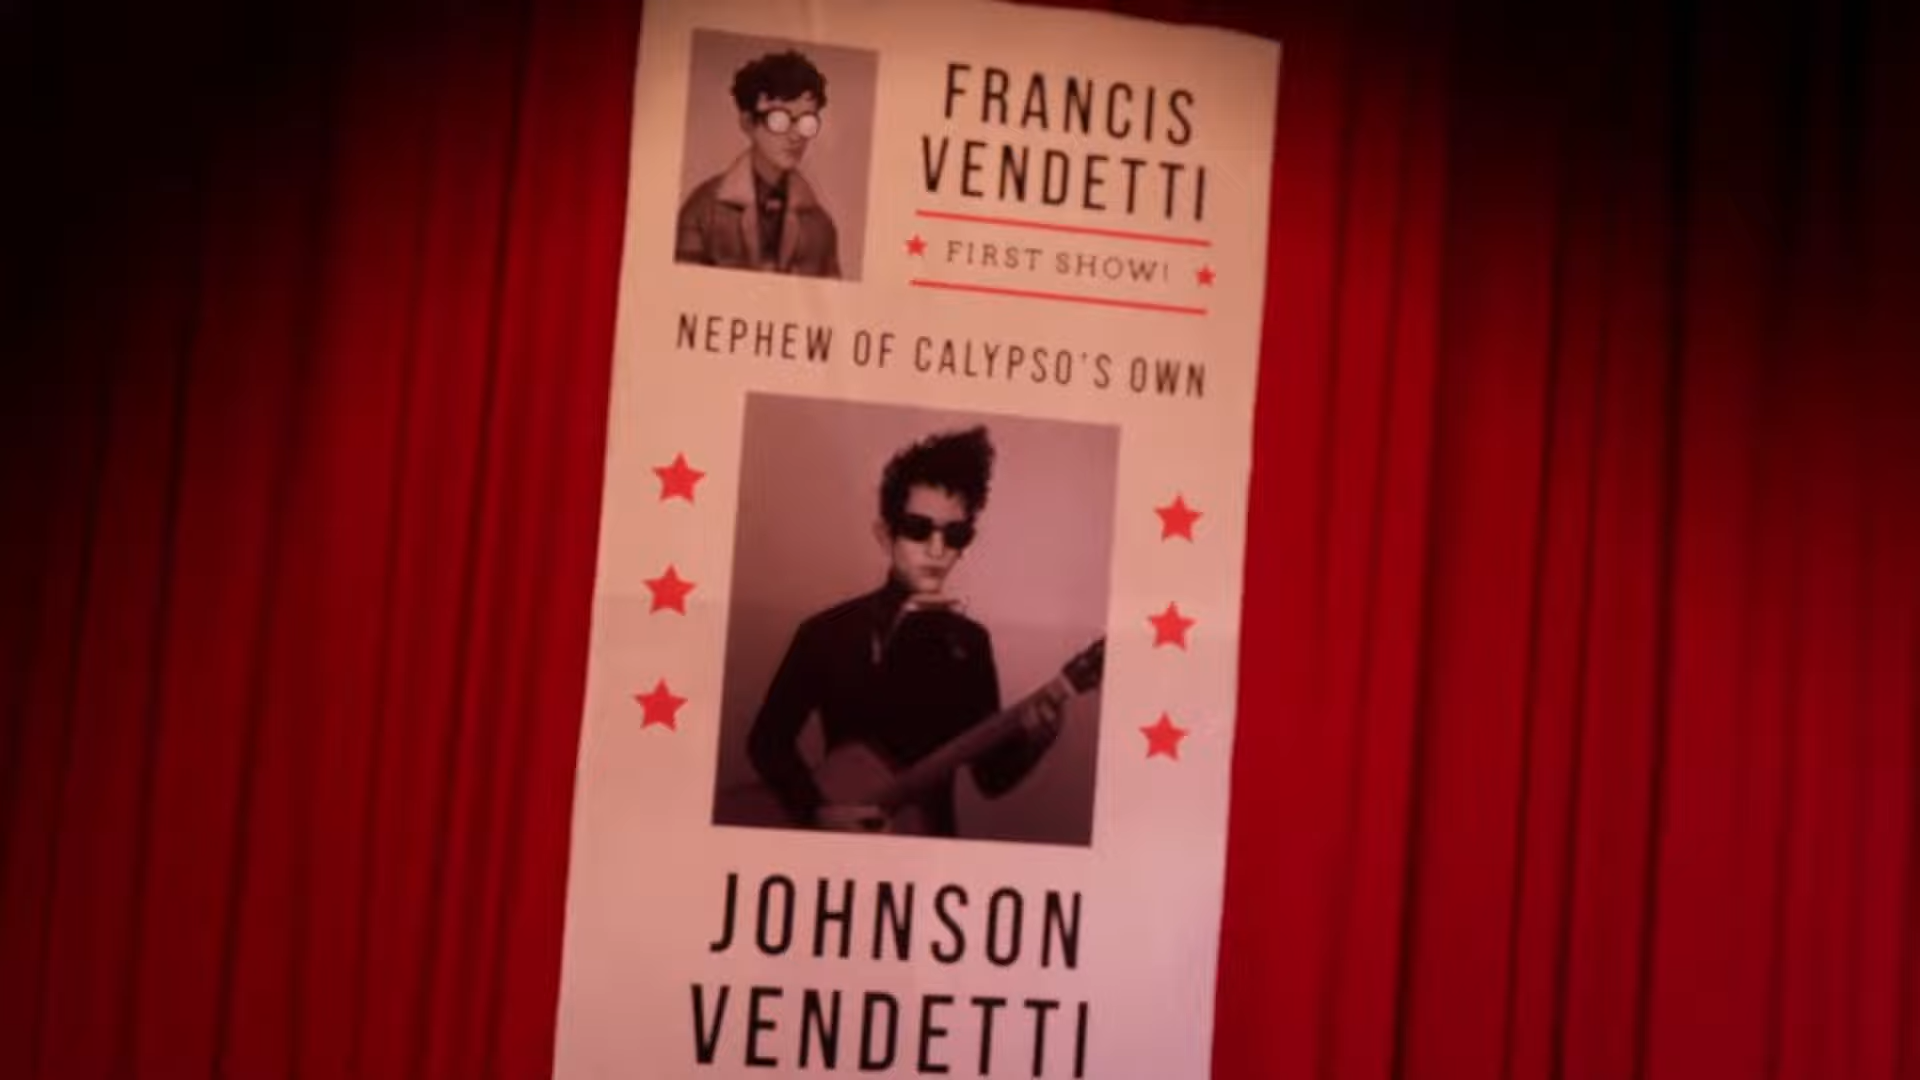 FRANCIS
VENDETTI
FIRST SHOW!
NEPHEW OF CALYPSO'S OWN
JOHNSON
VENDETTI